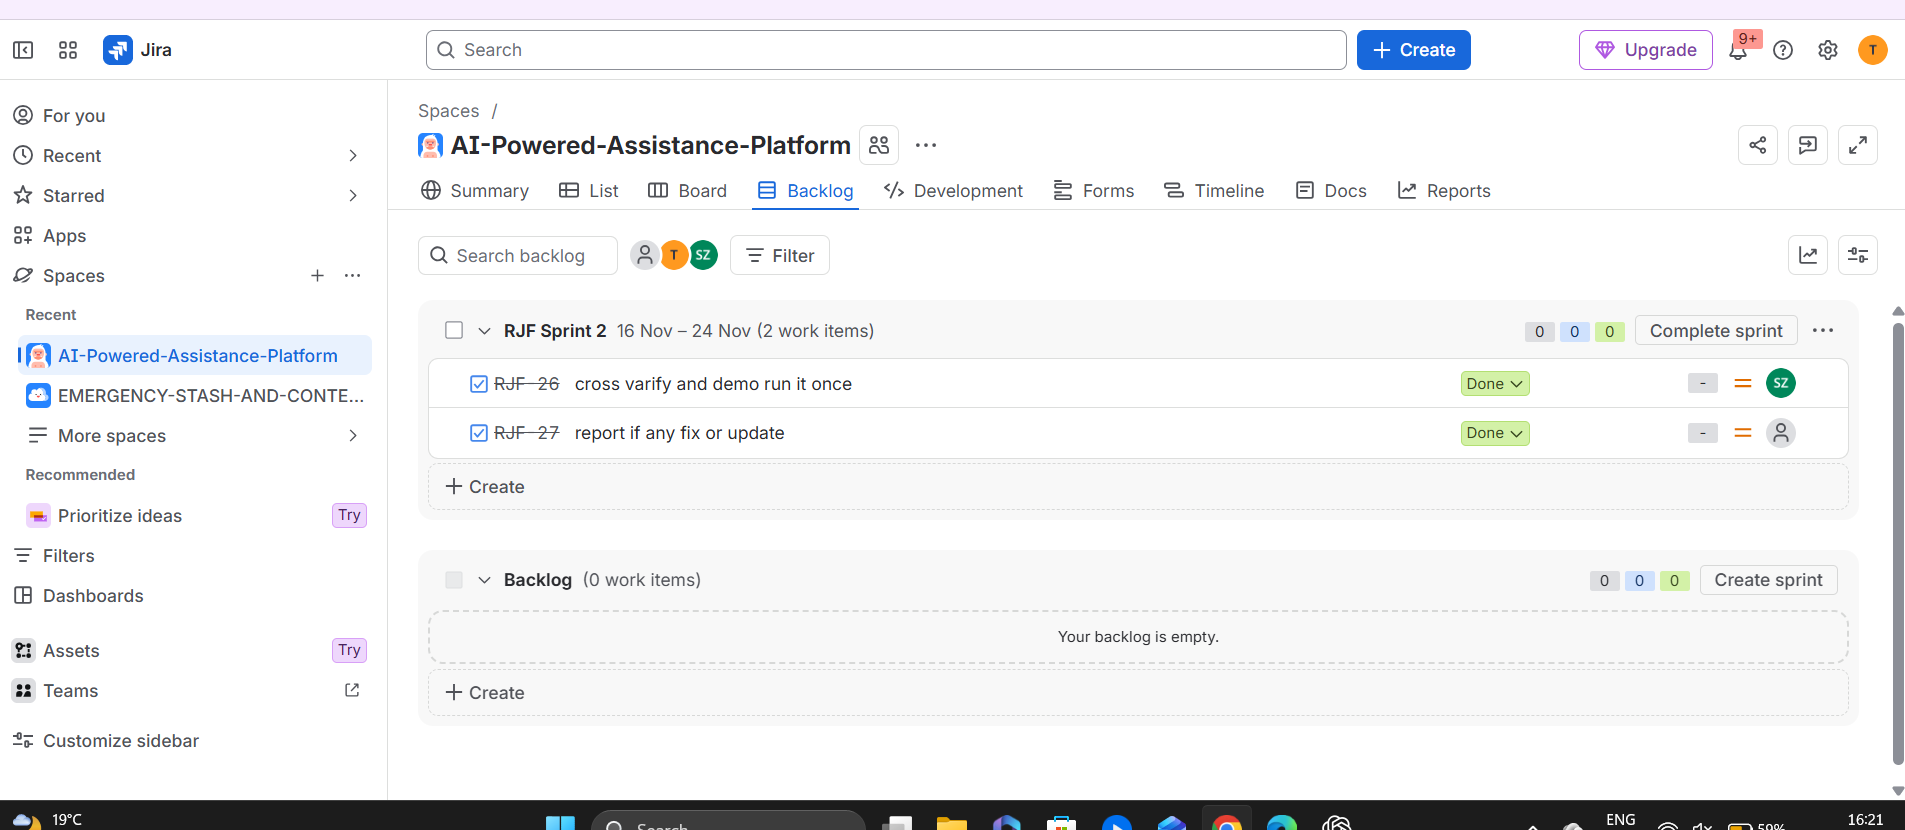 Jira
Search
Create
Upgrade
9+
T
For you
Recent
Starred
Apps
Spaces
Recent
AI-Powered-Assistance-Platform
EMERGENCY-STASH-AND-CONTE...
More spaces
Recommended
Prioritize ideas Try
Filters
Dashboards
Assets Try
Teams
Customize sidebar
Spaces /
AI-Powered-Assistance-Platform
Summary List Board Backlog Development Forms Timeline Docs Reports
Search backlog T SZ Filter
RJF Sprint 2 16 Nov – 24 Nov (2 work items) 0 0 0 Complete sprint
RJF-26 cross varify and demo run it once Done - SZ
RJF-27 report if any fix or update Done -
+ Create
Backlog (0 work items) 0 0 0 Create sprint
Your backlog is empty.
+ Create
19°C Search ENG 59% 16:21